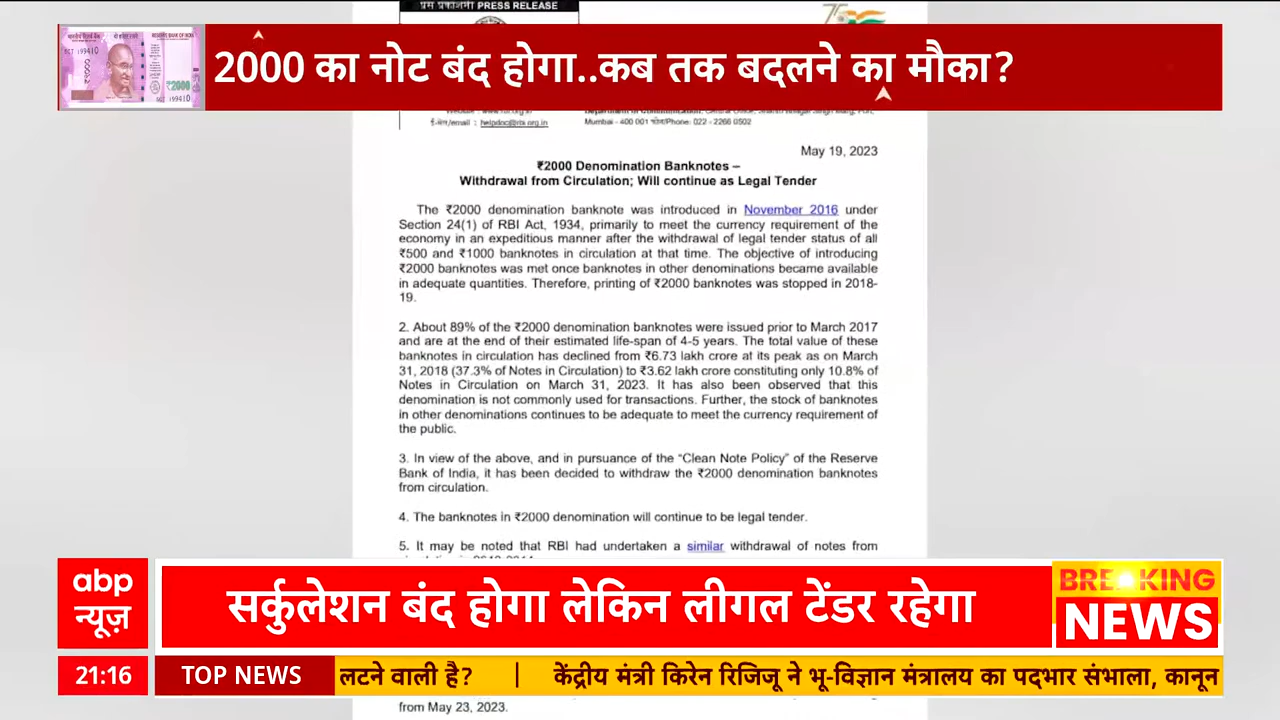 प्रेस प्रकाशनी PRESS RELEASE
75
2000 का नोट बंद होगा..कब तक बदलने का मौका?
ई-मेल/email : helpdoc@rbi.org.in
Mumbai - 400 001 फोन/Phone: 022 - 2266 0502
May 19, 2023
₹2000 Denomination Banknotes –
Withdrawal from Circulation; Will continue as Legal Tender
The ₹2000 denomination banknote was introduced in November 2016 under
Section 24(1) of RBI Act, 1934, primarily to meet the currency requirement of the
economy in an expeditious manner after the withdrawal of legal tender status of all
₹500 and ₹1000 banknotes in circulation at that time. The objective of introducing
₹2000 banknotes was met once banknotes in other denominations became available
in adequate quantities. Therefore, printing of ₹2000 banknotes was stopped in 2018-
19.
2. About 89% of the ₹2000 denomination banknotes were issued prior to March 2017
and are at the end of their estimated life-span of 4-5 years. The total value of these
banknotes in circulation has declined from ₹6.73 lakh crore at its peak as on March
31, 2018 (37.3% of Notes in Circulation) to ₹3.62 lakh crore constituting only 10.8% of
Notes in Circulation on March 31, 2023. It has also been observed that this
denomination is not commonly used for transactions. Further, the stock of banknotes
in other denominations continues to be adequate to meet the currency requirement of
the public.
3. In view of the above, and in pursuance of the “Clean Note Policy” of the Reserve
Bank of India, it has been decided to withdraw the ₹2000 denomination banknotes
from circulation.
4. The banknotes in ₹2000 denomination will continue to be legal tender.
5. It may be noted that RBI had undertaken a similar withdrawal of notes from
abp
न्यूज़
सर्कुलेशन बंद होगा लेकिन लीगल टेंडर रहेगा
BREAKING
NEWS
21:16
TOP NEWS
लटने वाली है? | केंद्रीय मंत्री किरेन रिजिजू ने भू-विज्ञान मंत्रालय का पदभार संभाला, कानून
from May 23, 2023.